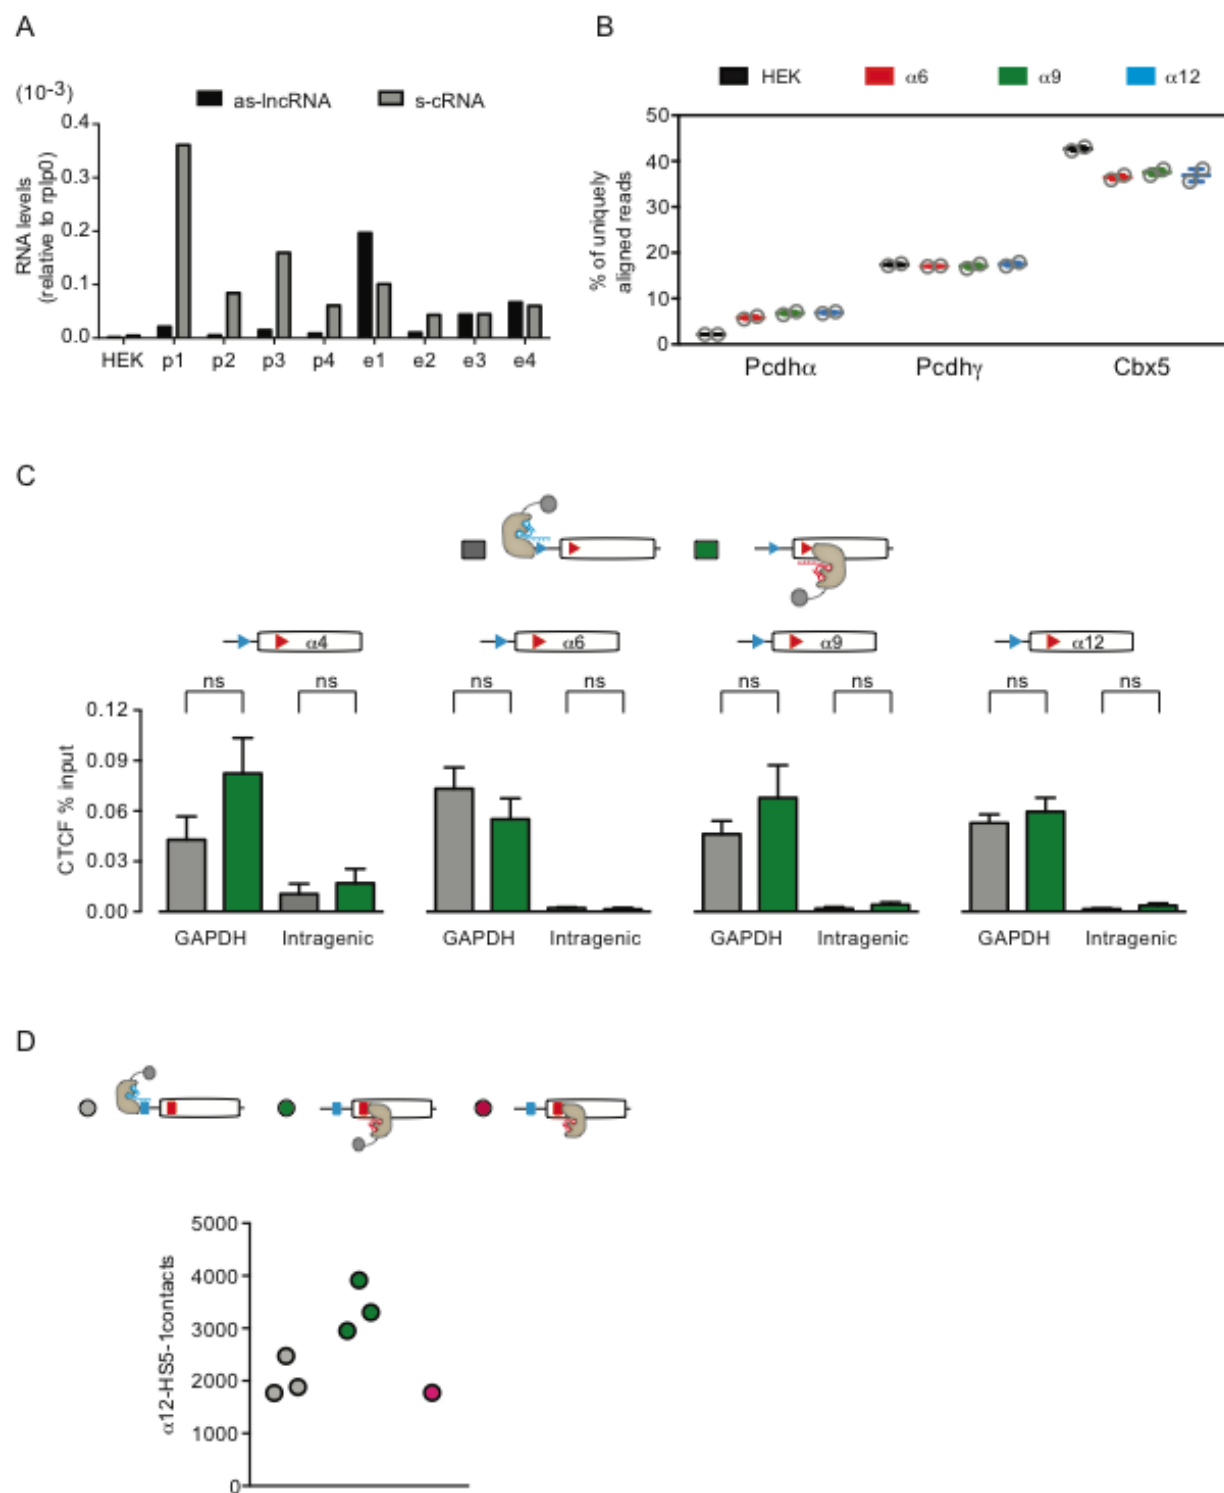 A
(10-3)
as-lncRNA s-cRNA
RNA levels
(relative to rplp0)
0.4
0.3
0.2
0.1
0.0
HEK p1 p2 p3 p4 e1 e2 e3 e4
B
HEK α6 α9 α12
% of uniquely
aligned reads
50
40
30
20
10
0
Pcdhα Pcdhγ Cbx5
C
α4 α6 α9 α12
ns ns ns ns ns ns ns ns
CTCF % input
0.12
0.09
0.06
0.03
0.00
GAPDH Intragenic GAPDH Intragenic GAPDH Intragenic GAPDH Intragenic
D
α12-HS5-1contacts
5000
4000
3000
2000
1000
0